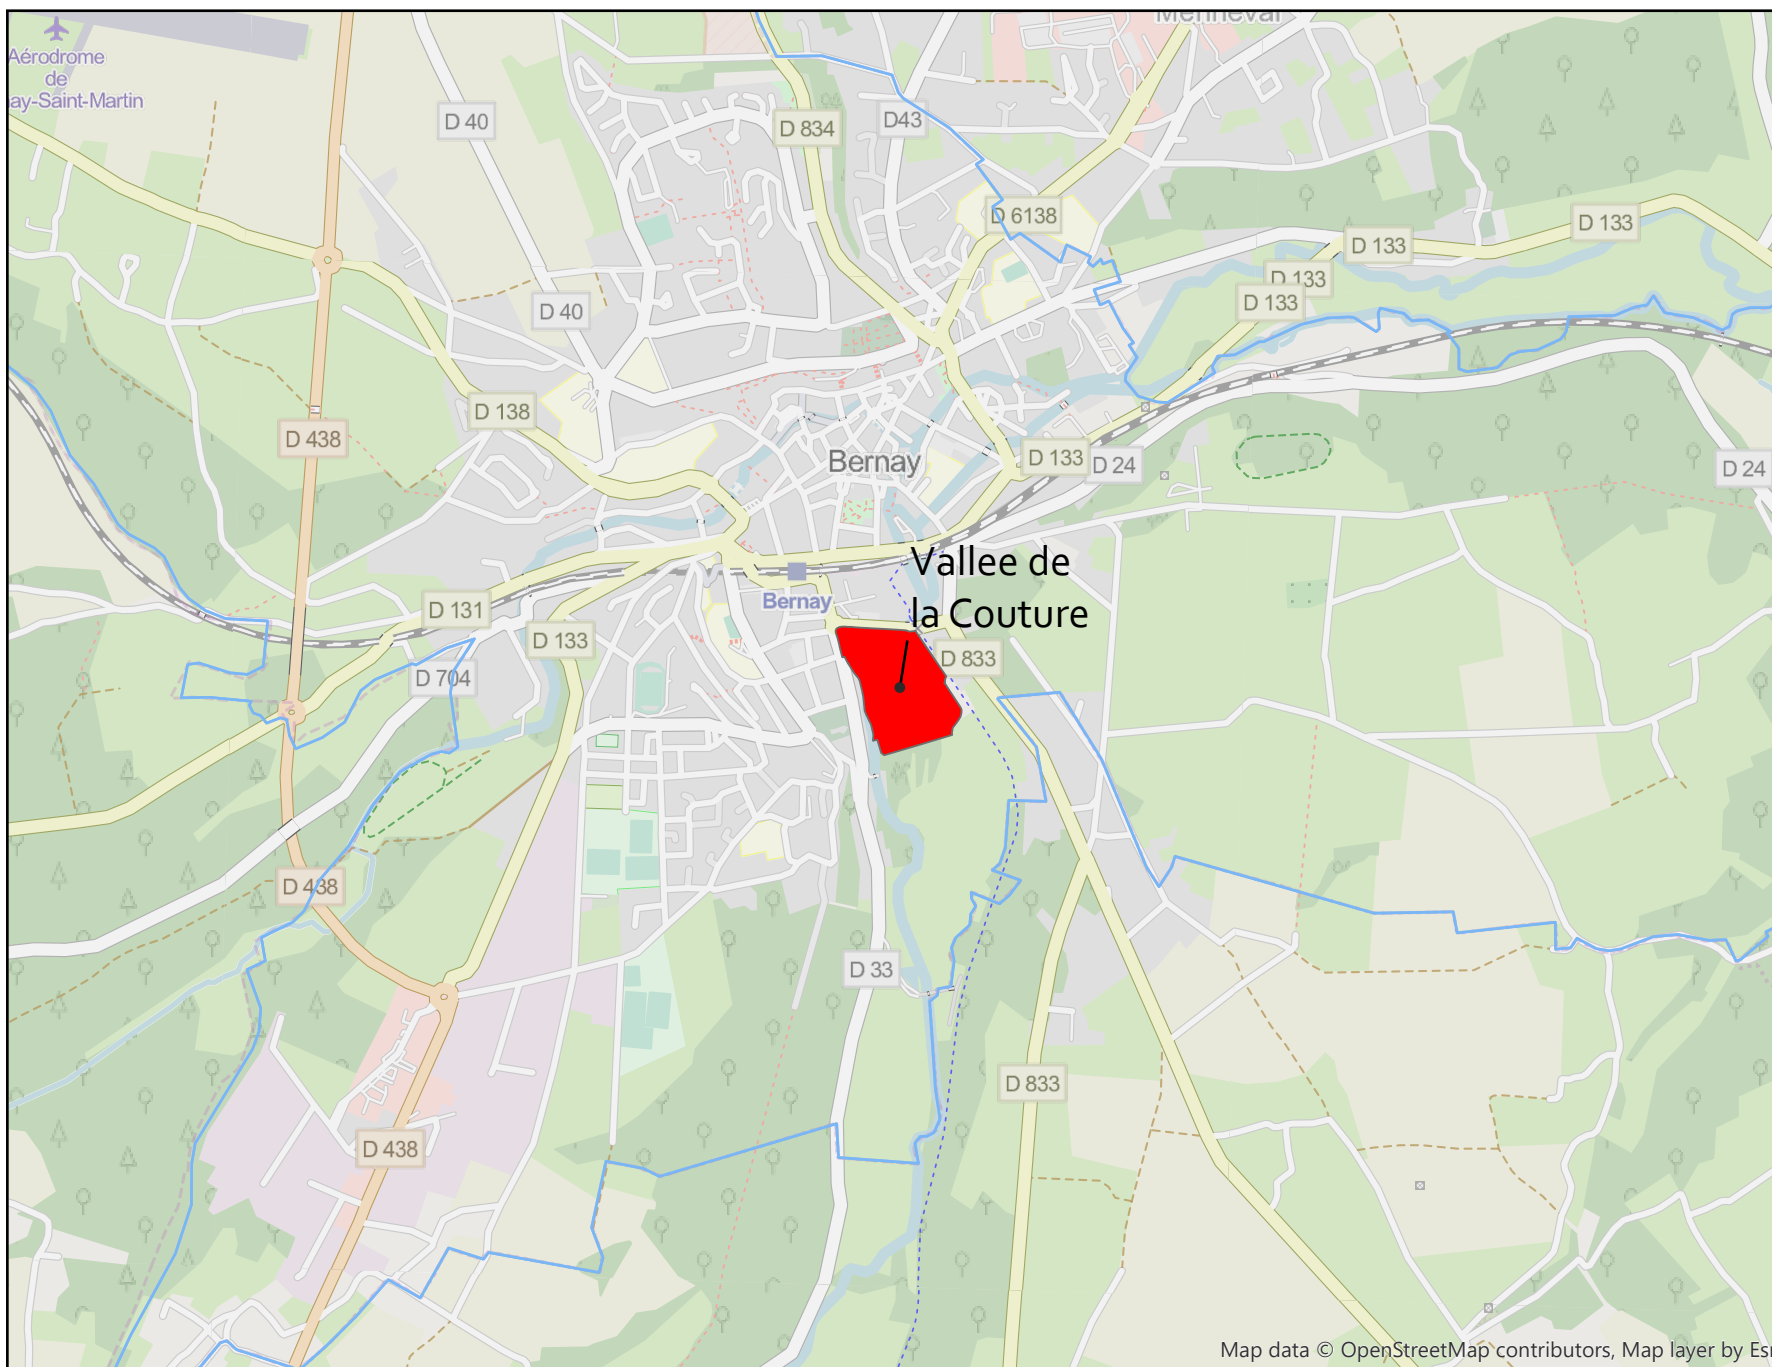 Menneval
Aérodrome
de
ay-Saint-Martin
D 40
D 834
D43
D 6138
D 133
D 133
D 133
D 133
D 40
D 138
D 438
Bernay
D 133
D 24
D 24
Vallee de
la Couture
Bernay
D 131
D 133
D 833
D 704
D 438
D 33
D 833
D 438
Map data © OpenStreetMap contributors, Map layer by Esr